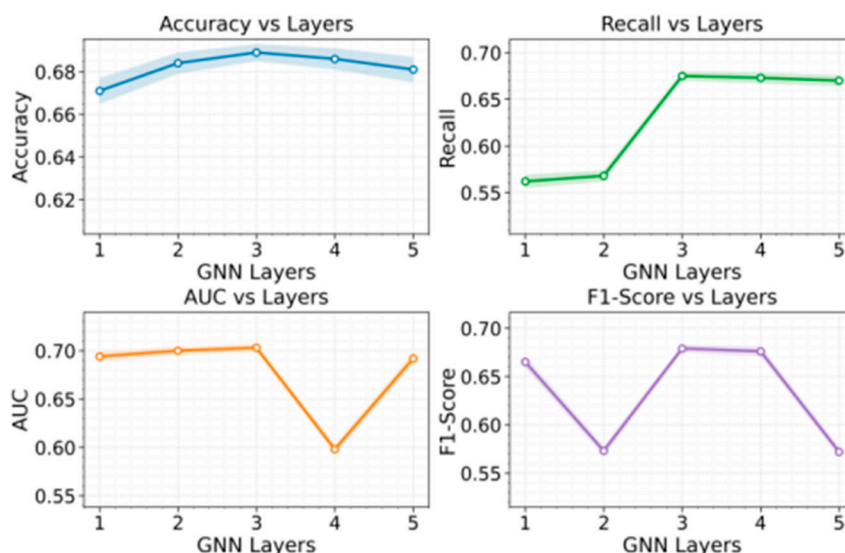 Accuracy vs Layers
Accuracy
0.68
0.66
0.64
0.62
1 2 3 4 5
GNN Layers
Recall vs Layers
Recall
0.70
0.65
0.60
0.55
1 2 3 4 5
GNN Layers
AUC vs Layers
AUC
0.70
0.65
0.60
0.55
1 2 3 4 5
GNN Layers
F1-Score vs Layers
F1-Score
0.70
0.65
0.60
0.55
1 2 3 4 5
GNN Layers